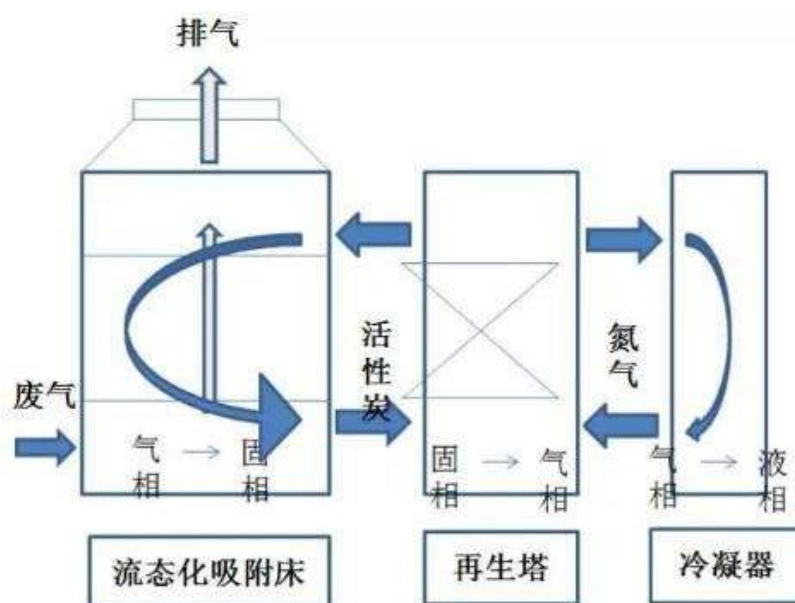 排气
废气
活性炭
氮气
气相 → 固相
固相 → 气相
气相 → 液相
流态化吸附床
再生塔
冷凝器